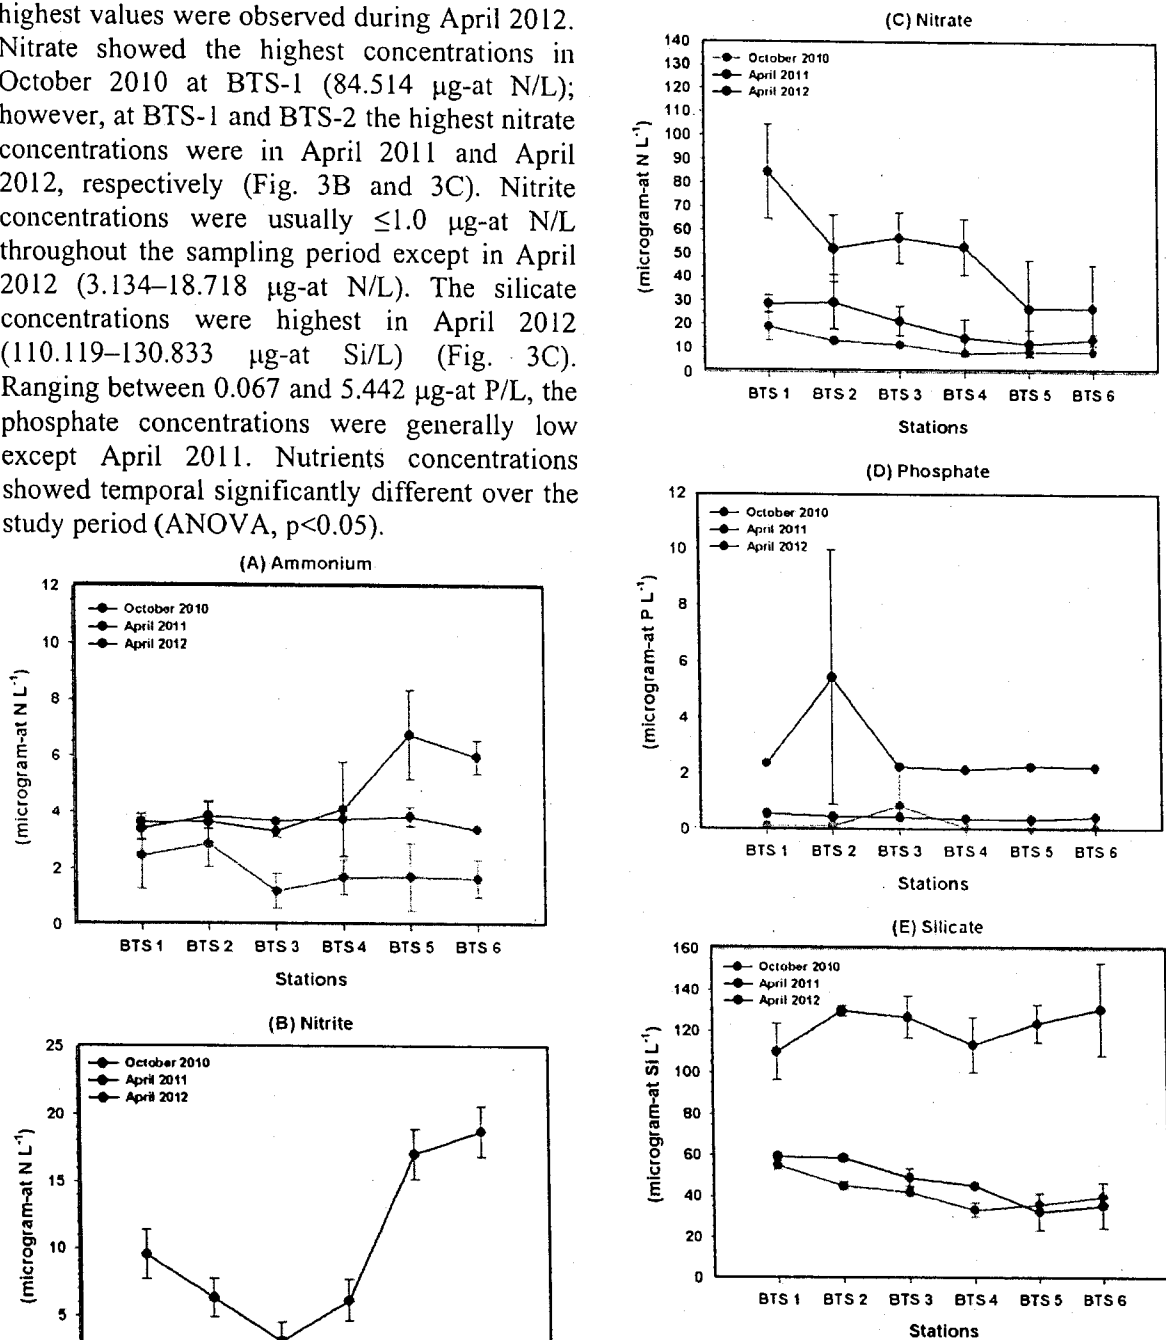 highest values were observed during April 2012.
Nitrate showed the highest concentrations in
October 2010 at BTS-1 (84.514 µg-at N/L);
however, at BTS-1 and BTS-2 the highest nitrate
concentrations were in April 2011 and April
2012, respectively (Fig. 3B and 3C). Nitrite
concentrations were usually ≤1.0 µg-at N/L
throughout the sampling period except in April
2012 (3.134–18.718 µg-at N/L). The silicate
concentrations were highest in April 2012
(110.119–130.833 µg-at Si/L) (Fig. 3C).
Ranging between 0.067 and 5.442 µg-at P/L, the
phosphate concentrations were generally low
except April 2011. Nutrients concentrations
showed temporal significantly different over the
study period (ANOVA, p<0.05).
(A) Ammonium
12
10
8
6
4
2
0
(microgram-at N L⁻¹)
October 2010
April 2011
April 2012
BTS 1 BTS 2 BTS 3 BTS 4 BTS 5 BTS 6
Stations
(B) Nitrite
25
20
15
10
5
(microgram-at N L⁻¹)
October 2010
April 2011
April 2012
(C) Nitrate
140
130
120
110
100
90
80
70
60
50
40
30
20
10
0
(microgram-at N L⁻¹)
October 2010
April 2011
April 2012
BTS 1 BTS 2 BTS 3 BTS 4 BTS 5 BTS 6
Stations
(D) Phosphate
12
10
8
6
4
2
0
(microgram-at P L⁻¹)
October 2010
April 2011
April 2012
BTS 1 BTS 2 BTS 3 BTS 4 BTS 5 BTS 6
Stations
(E) Silicate
160
140
120
100
80
60
40
20
0
(microgram-at Si L⁻¹)
October 2010
April 2011
April 2012
BTS 1 BTS 2 BTS 3 BTS 4 BTS 5 BTS 6
Stations